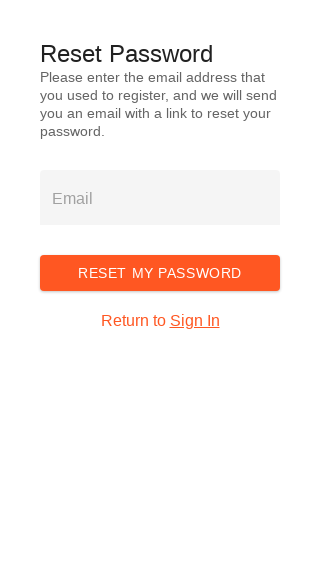 Reset Password
Please enter the email address that
you used to register, and we will send
you an email with a link to reset your
password.
Email
RESET MY PASSWORD
Return to Sign In